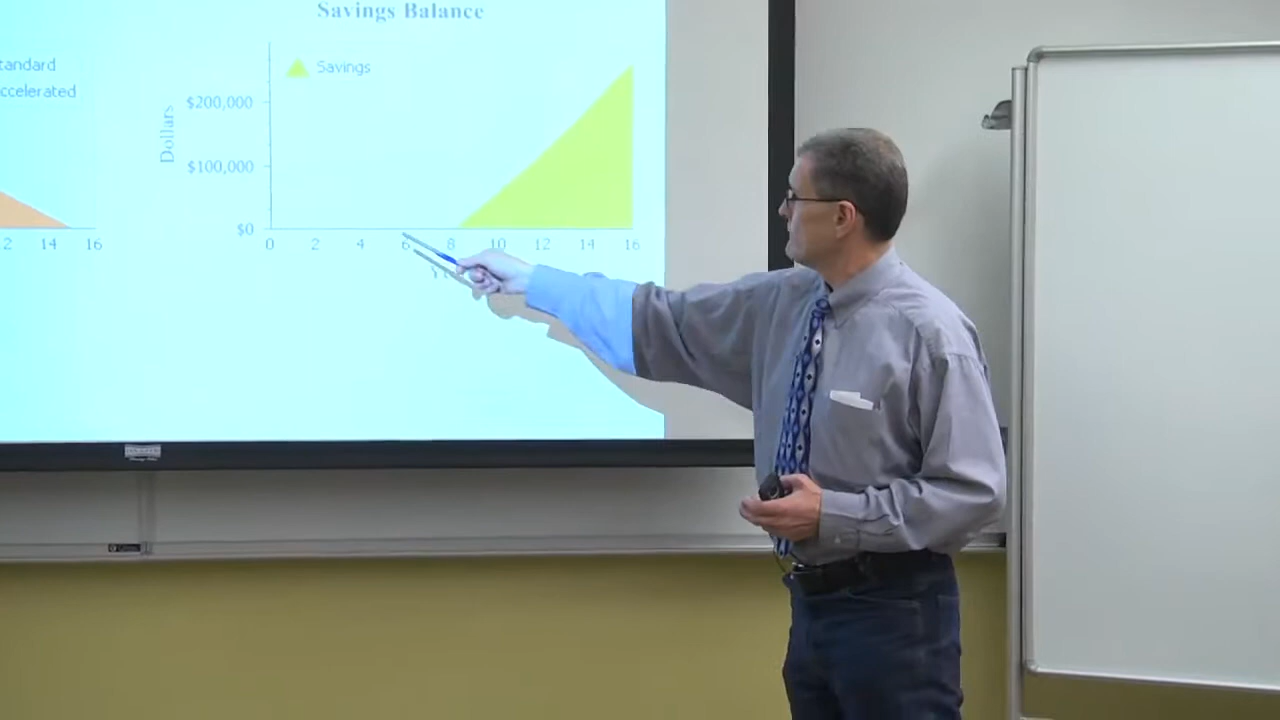 Savings Balance
tandard
ccelerated
Savings
Dollars
$200,000
$100,000
$0
12 14 16
0 2 4 6 8 10 12 14 16